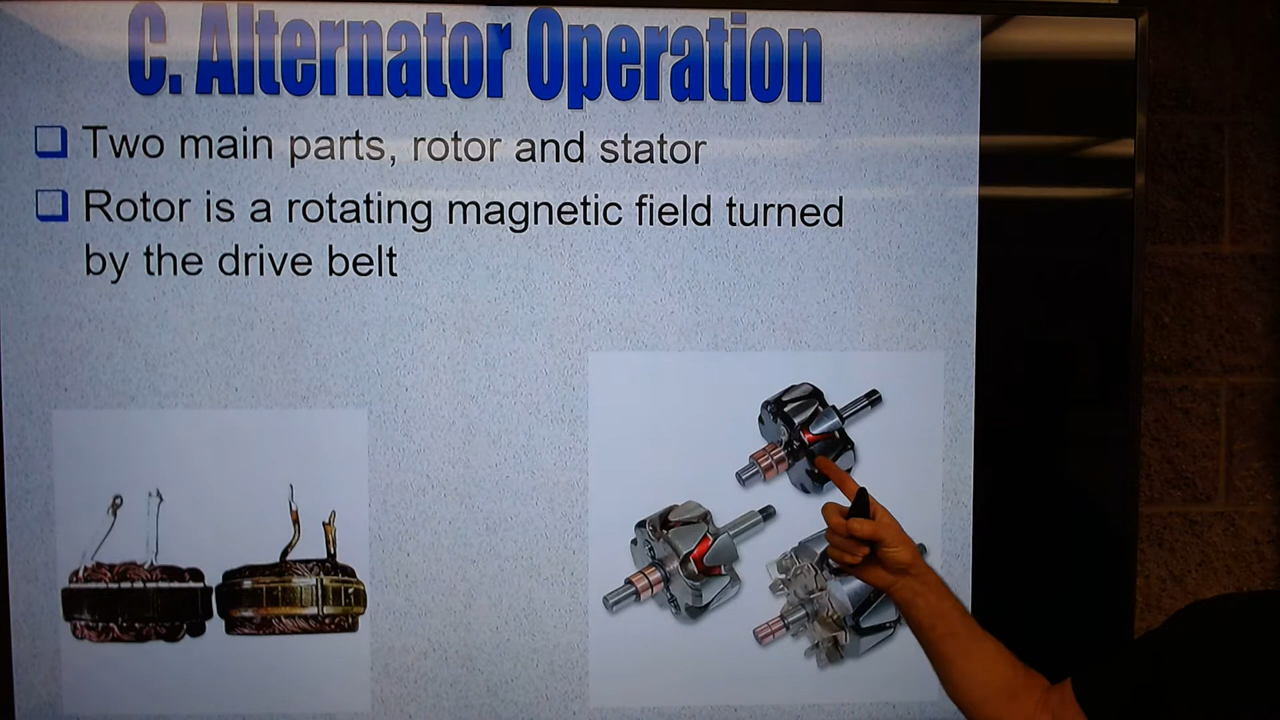 C. Alternator Operation
Two main parts, rotor and stator
Rotor is a rotating magnetic field turned
by the drive belt